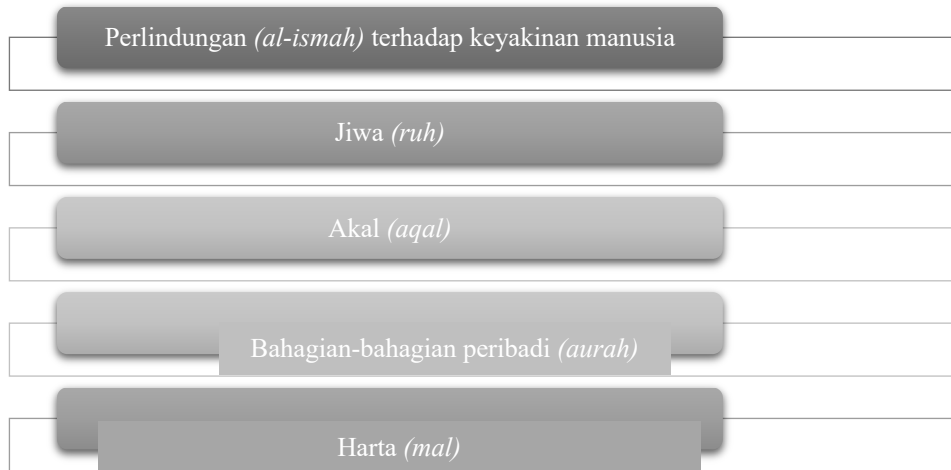 Perlindungan (al-ismah) terhadap keyakinan manusia
Jiwa (ruh)
Akal (aqal)
Bahagian-bahagian peribadi (aurah)
Harta (mal)